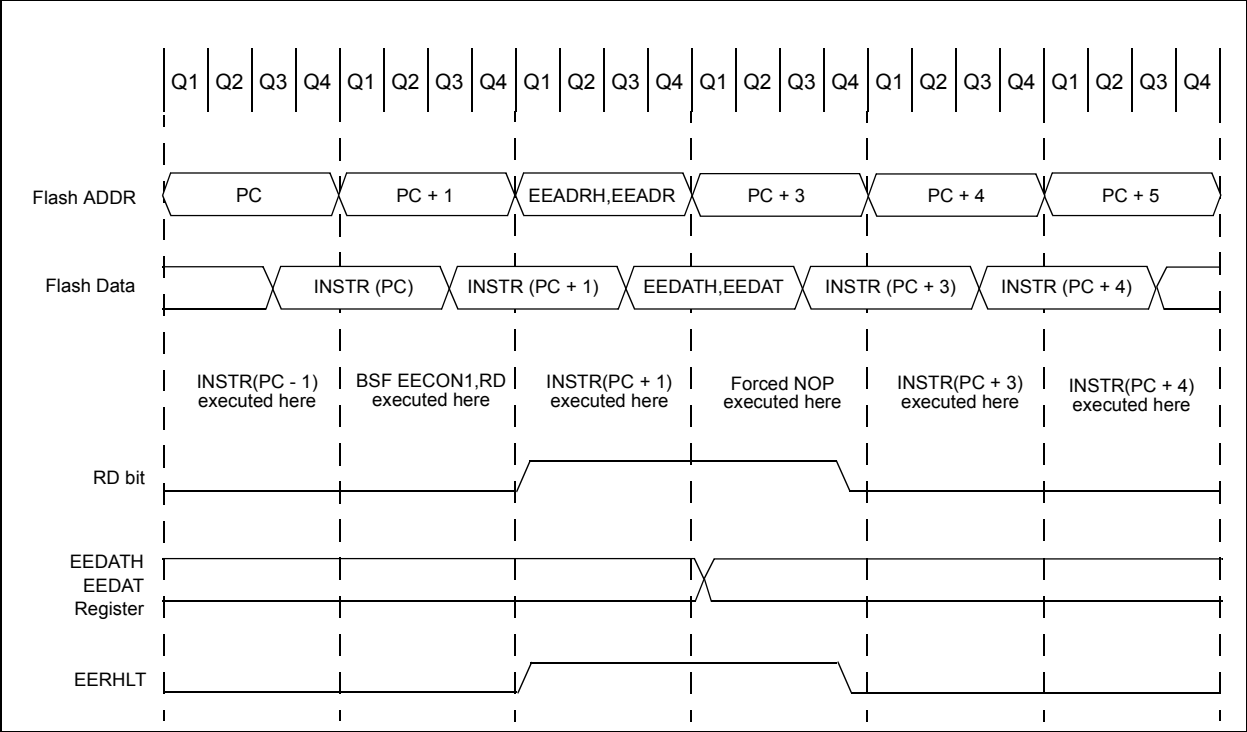 Q1 Q2 Q3 Q4 Q1 Q2 Q3 Q4 Q1 Q2 Q3 Q4 Q1 Q2 Q3 Q4 Q1 Q2 Q3 Q4 Q1 Q2 Q3 Q4
Flash ADDR PC PC + 1 EEADRH,EEADR PC + 3 PC + 4 PC + 5
Flash Data INSTR (PC) INSTR (PC + 1) EEDATH,EEDAT INSTR (PC + 3) INSTR (PC + 4)
INSTR(PC - 1) BSF EECON1,RD INSTR(PC + 1) Forced NOP INSTR(PC + 3) INSTR(PC + 4)
executed here executed here executed here executed here executed here executed here
RD bit
EEDATH
EEDAT
Register
EERHLT